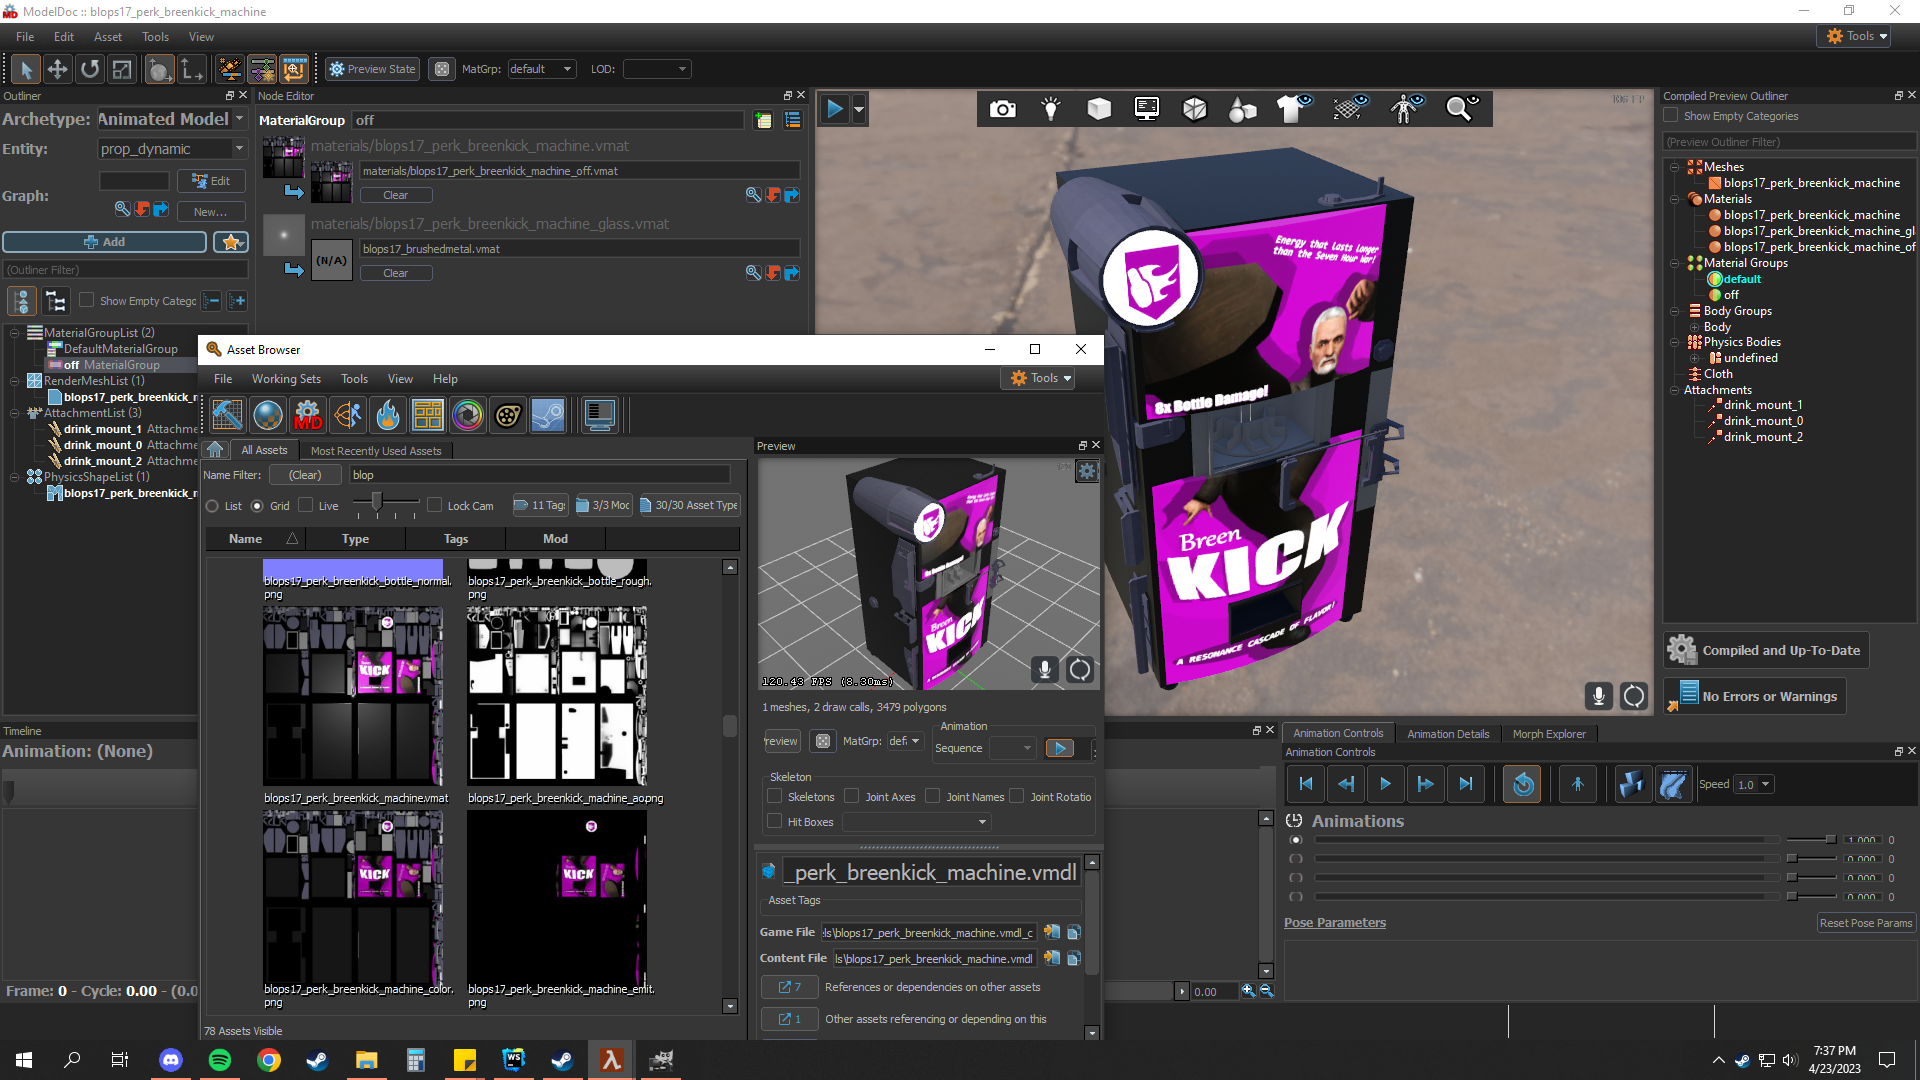 ModelDoc :: blops17_perk_breenkick_machine
File Edit Asset Tools View
Tools
Preview State MatGrp: default LOD:
Outliner
Archetype: Animated Model
Entity: prop_dynamic
Graph: Edit
New...
Add
(Outliner Filter)
Show Empty Catego
MaterialGroupList (2)
DefaultMaterialGroup
off MaterialGroup
RenderMeshList (1)
blops17_perk_breenkick_m
AttachmentList (3)
drink_mount_1 Attachme
drink_mount_0 Attachme
drink_mount_2 Attachme
PhysicsShapeList (1)
blops17_perk_breenkick_m
Timeline
Animation: (None)
Frame: 0 - Cycle: 0.00 - (0.0
Node Editor
MaterialGroup off
materials/blops17_perk_breenkick_machine.vmat
materials/blops17_perk_breenkick_machine_off.vmat
Clear
materials/blops17_perk_breenkick_machine_glass.vmat
(N/A)
blops17_brushedmetal.vmat
Clear
Asset Browser
File Working Sets Tools View Help
Tools
MD
All Assets Most Recently Used Assets
Name Filter: (Clear) blop
List Grid Live Lock Cam 11 Tag: 3/3 Moc 30/30 Asset Type
Name Type Tags Mod
blops17_perk_breenkick_bottle_normal.
png
blops17_perk_breenkick_bottle_rough.
png
blops17_perk_breenkick_machine.vmat
blops17_perk_breenkick_machine_ao.png
blops17_perk_breenkick_machine_color.
png
blops17_perk_breenkick_machine_emit.
png
78 Assets Visible
Preview
Breen
KICK
120.43 FPS (8.30ms)
1 meshes, 2 draw calls, 3479 polygons
review MatGrp: def
Animation
Sequence
Skeleton
Skeletons Joint Axes Joint Names Joint Rotatio
Hit Boxes
_perk_breenkick_machine.vmdl
Asset Tags
Game File ls\blops17_perk_breenkick_machine.vmdl_c
Content File ls\blops17_perk_breenkick_machine.vmdl
7 References or dependencies on other assets
1 Other assets referencing or depending on this
Energy that lasts longer
than the Seven Hour War!
8x Bottle Damage!
Breen
KICK
A RESONANCE CASCADE OF FLAVOR!
Compiled Preview Outliner
Show Empty Categories
(Preview Outliner Filter)
Meshes
blops17_perk_breenkick_machine
Materials
blops17_perk_breenkick_machine
blops17_perk_breenkick_machine_gl
blops17_perk_breenkick_machine_of
Material Groups
default
off
Body Groups
Body
Physics Bodies
undefined
Cloth
Attachments
drink_mount_1
drink_mount_0
drink_mount_2
Compiled and Up-To-Date
No Errors or Warnings
0.00
Animation Controls Animation Details Morph Explorer
Animation Controls
Speed 1.0
Animations
1.000 0
0.000 0
0.000 0
0.000 0
Pose Parameters Reset Pose Params
7:37 PM
4/23/2023